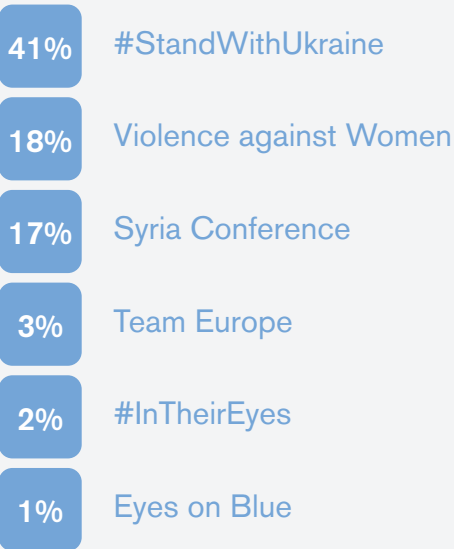 41% #StandWithUkraine
18% Violence against Women
17% Syria Conference
3% Team Europe
2% #InTheirEyes
1% Eyes on Blue